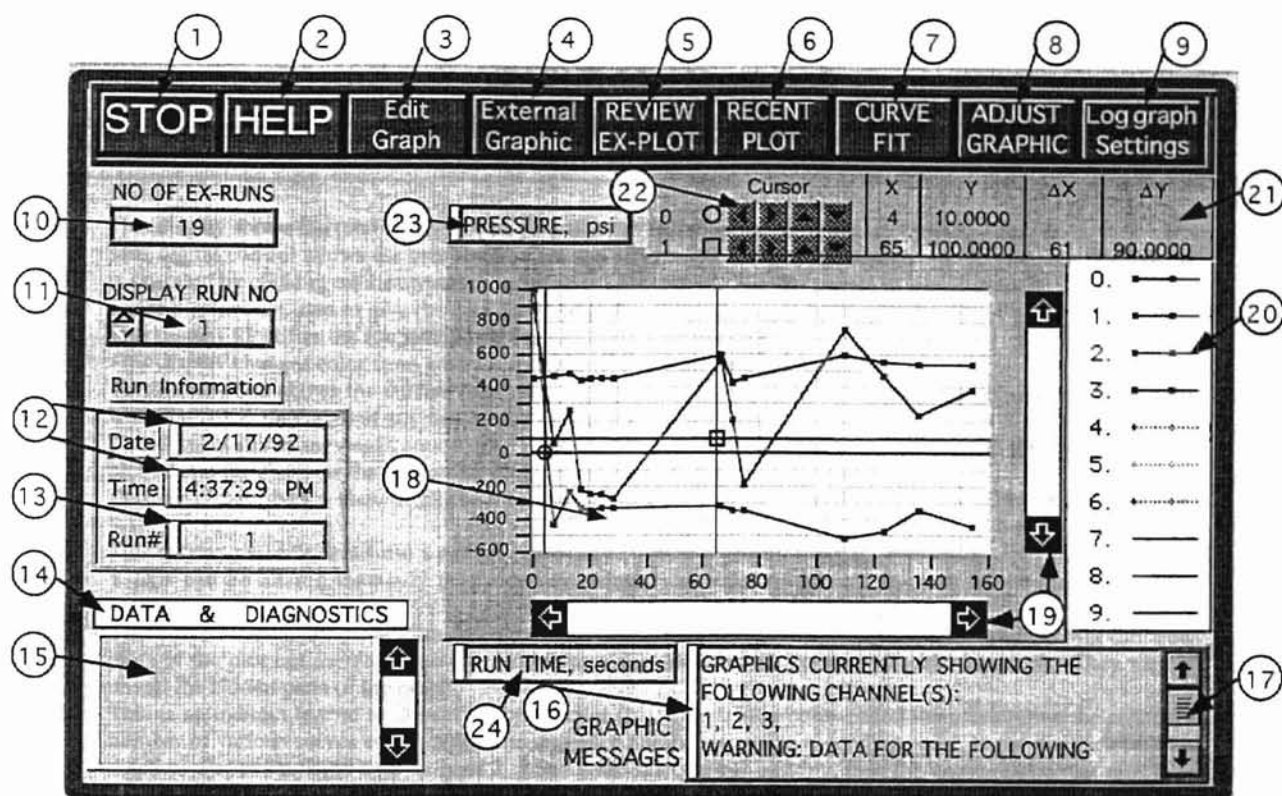 1 2 3 4 5 6 7 8 9
STOP HELP Edit Graph External Graphic REVIEW EX-PLOT RECENT PLOT CURVE FIT ADJUST GRAPHIC Log graph Settings
10
NO OF EX-RUNS
19
11
DISPLAY RUN NO
1
Run Information
12
Date 2/17/92
Time 4:37:29 PM
13
Run# 1
14
DATA & DIAGNOSTICS
15
23
PRESSURE, psi
22
Cursor X Y ΔX ΔY
0 4 10.0000
1 65 100.0000 61 90.0000
21
1000
800
600
400
200
0
-200
-400
-600
0 20 40 60 80 100 120 140 160
18
19
0.
1.
2.
3.
4.
5.
6.
7.
8.
9.
20
RUN TIME, seconds
24
16
GRAPHIC
MESSAGES
GRAPHICS CURRENTLY SHOWING THE
FOLLOWING CHANNEL(S):
1, 2, 3,
WARNING: DATA FOR THE FOLLOWING
17